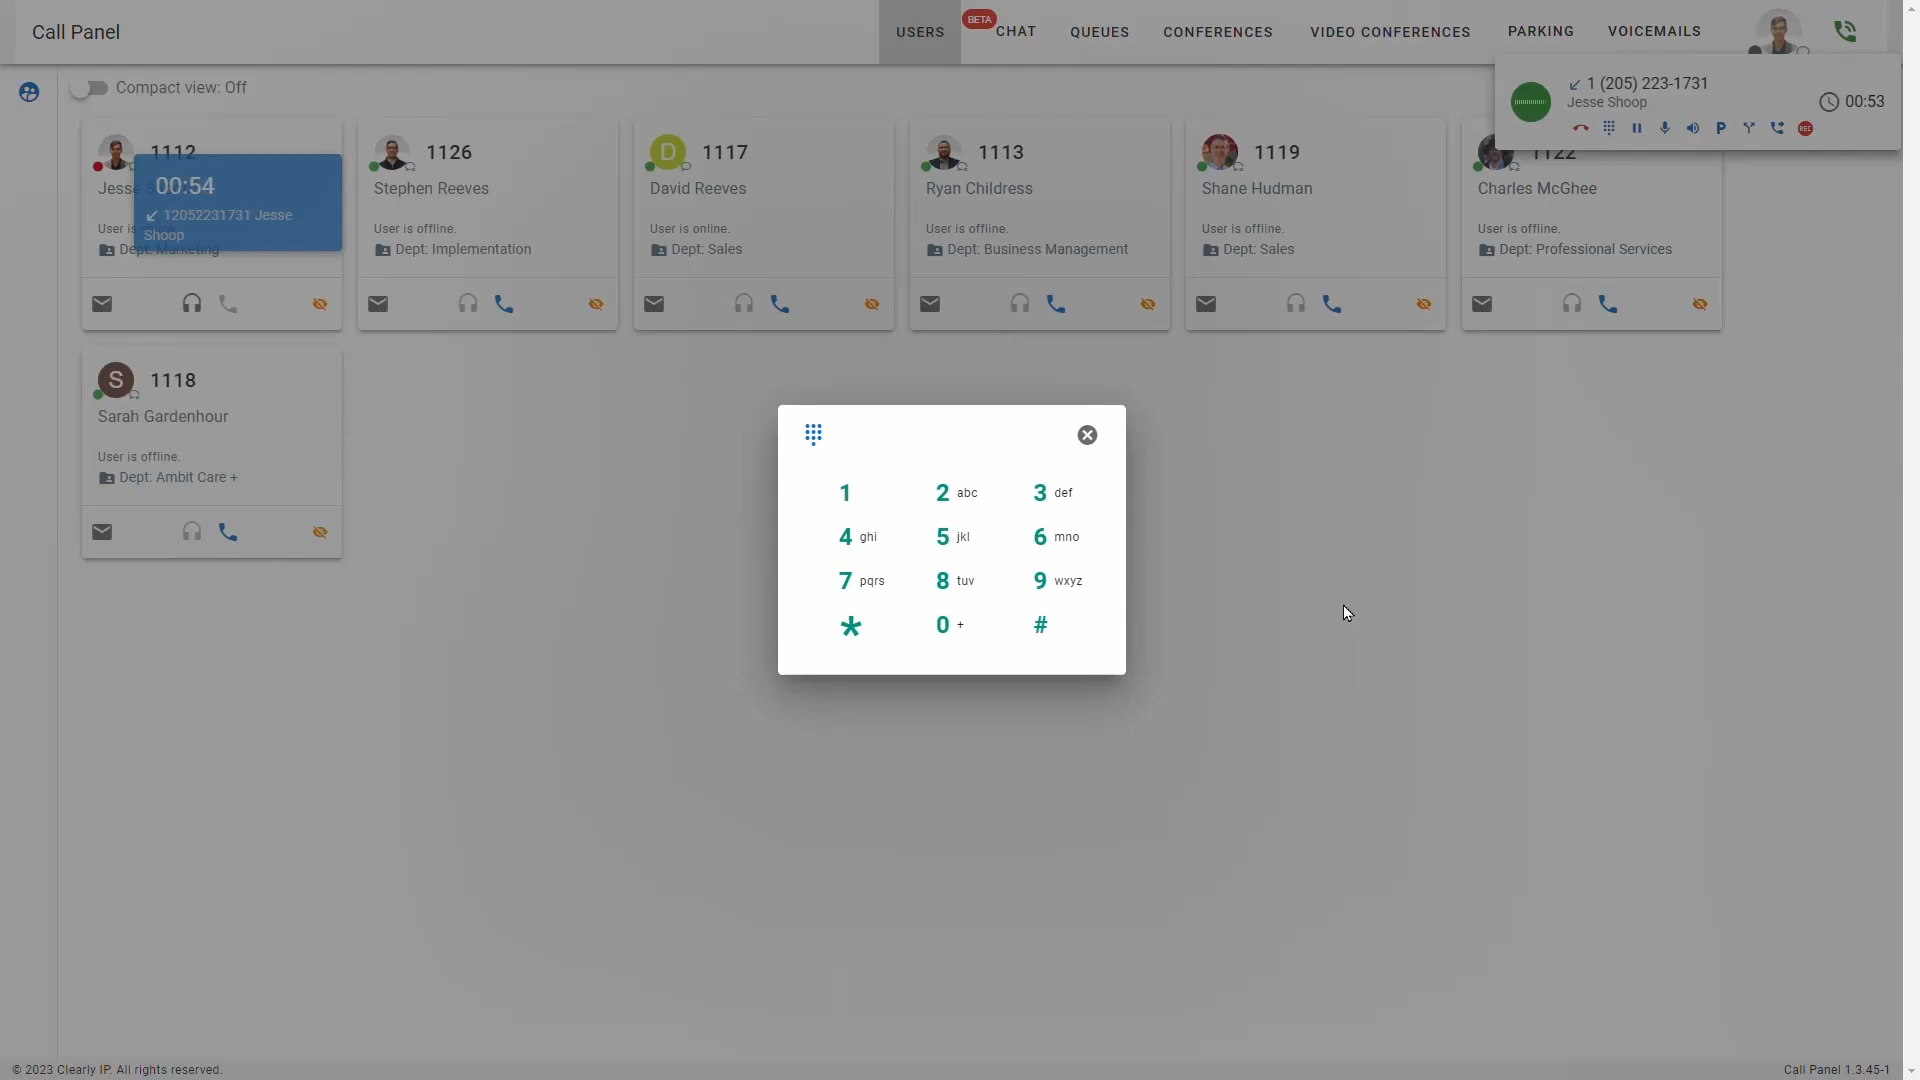 Call Panel
USERS
BETA
CHAT
QUEUES
CONFERENCES
VIDEO CONFERENCES
PARKING
VOICEMAILS
1 (205) 223-1731
Jesse Shoop
00:53
P
REC
Compact view: Off
1112
00:54
12052231731 Jesse
Shoop
Jesse
User is
Dept: Marketing
1126
Stephen Reeves
User is offline.
Dept: Implementation
D
1117
David Reeves
User is online.
Dept: Sales
1113
Ryan Childress
User is offline.
Dept: Business Management
1119
Shane Hudman
User is offline.
Dept: Sales
1122
Charles McGhee
User is offline.
Dept: Professional Services
S
1118
Sarah Gardenhour
User is offline.
Dept: Ambit Care +
1
2 abc
3 def
4 ghi
5 jkl
6 mno
7 pqrs
8 tuv
9 wxyz
*
0 +
#
© 2023 Clearly IP. All rights reserved.
Call Panel 1.3.45-1